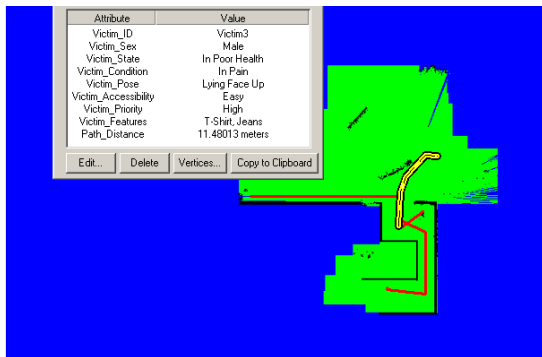 Attribute Value
Victim_ID Victim3
Victim_Sex Male
Victim_State In Poor Health
Victim_Condition In Pain
Victim_Pose Lying Face Up
Victim_Accessibility Easy
Victim_Priority High
Victim_Features T-Shirt, Jeans
Path_Distance 11.48013 meters
Edit... Delete Vertices... Copy to Clipboard